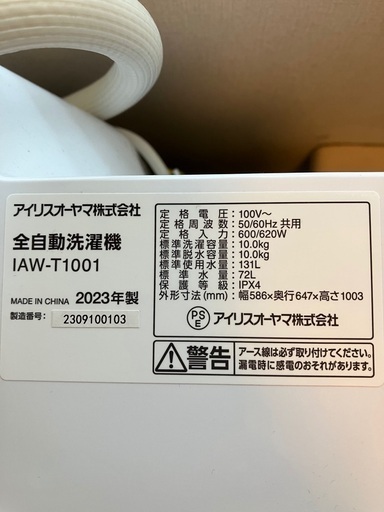 アイリスオーヤマ株式会社
全自動洗濯機
IAW-T1001
MADE IN CHINA 2023年製
製造番号: 2309100103
定格電圧: 100V~
定格周波数: 50/60Hz 共用
定格入力: 600/620W
標準洗濯容量: 10.0kg
標準脱水容量: 10.0kg
標準使用水量: 131L
標準水量: 72L
保護等級: IPX4
外形寸法(mm): 幅586×奥行647×高さ1003
PSE アイリスオーヤマ株式会社
警告
アース線は必ず取り付けてください。
漏電時に感電のおそれがあります。